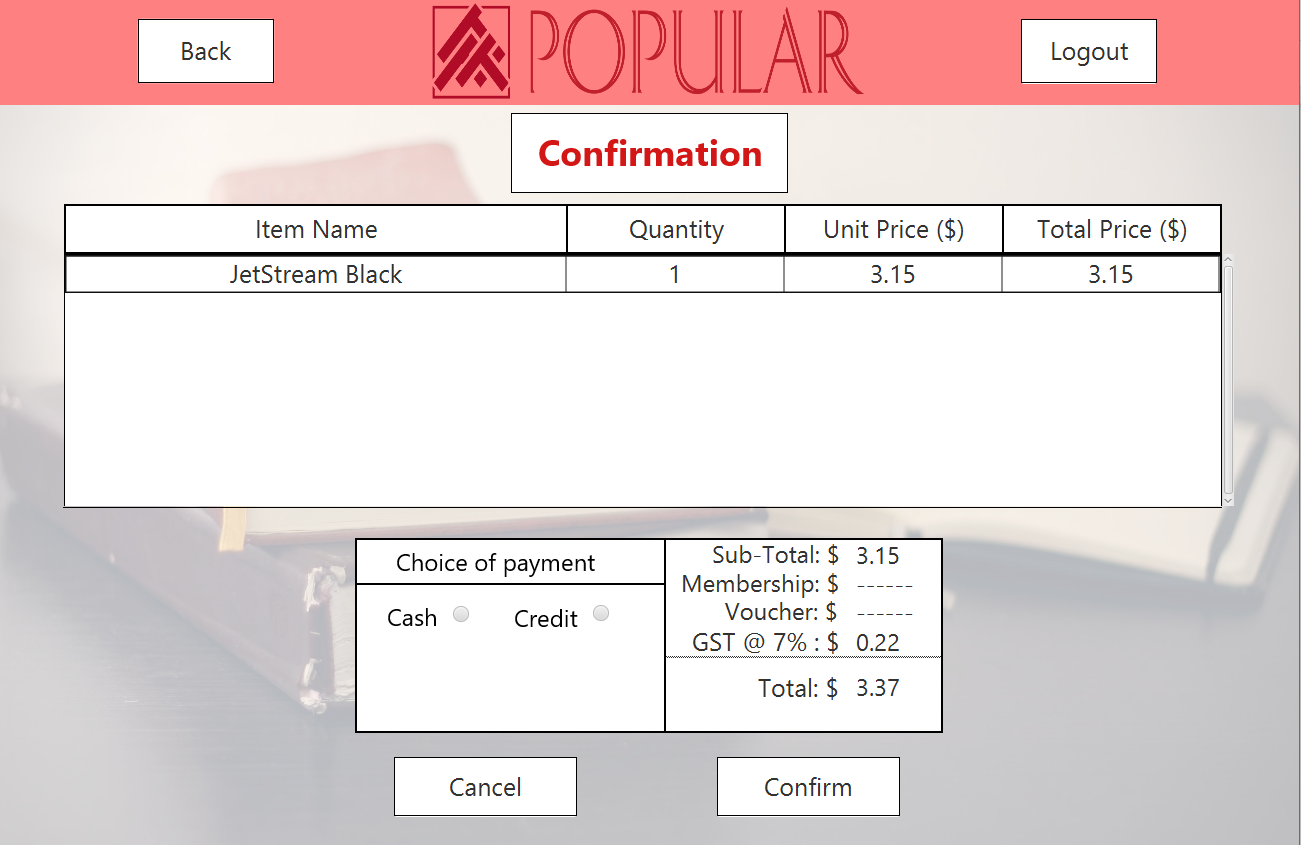 Back
POPULAR
Logout
Confirmation
Item Name Quantity Unit Price ($) Total Price ($)
JetStream Black 1 3.15 3.15
Choice of payment
Cash Credit
Sub-Total: $ 3.15
Membership: $ ------
Voucher: $ ------
GST @ 7% : $ 0.22
Total: $ 3.37
Cancel
Confirm